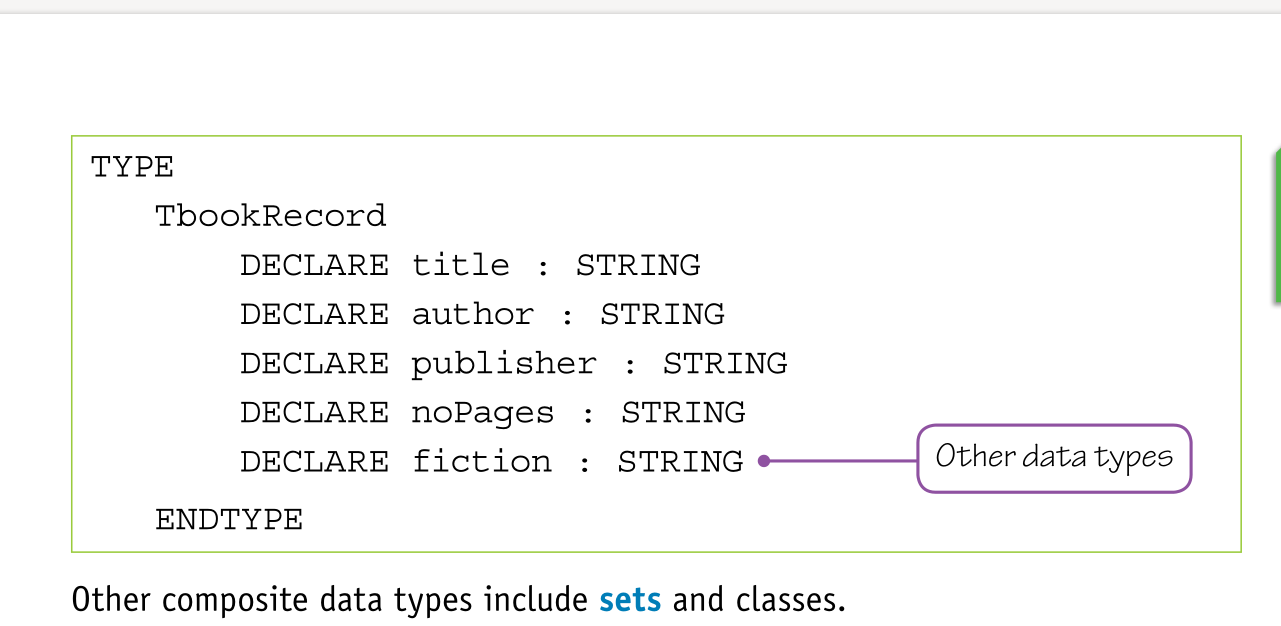 TYPE
TbookRecord
DECLARE title : STRING
DECLARE author : STRING
DECLARE publisher : STRING
DECLARE noPages : STRING
DECLARE fiction : STRING
Other data types
ENDTYPE
Other composite data types include sets and classes.